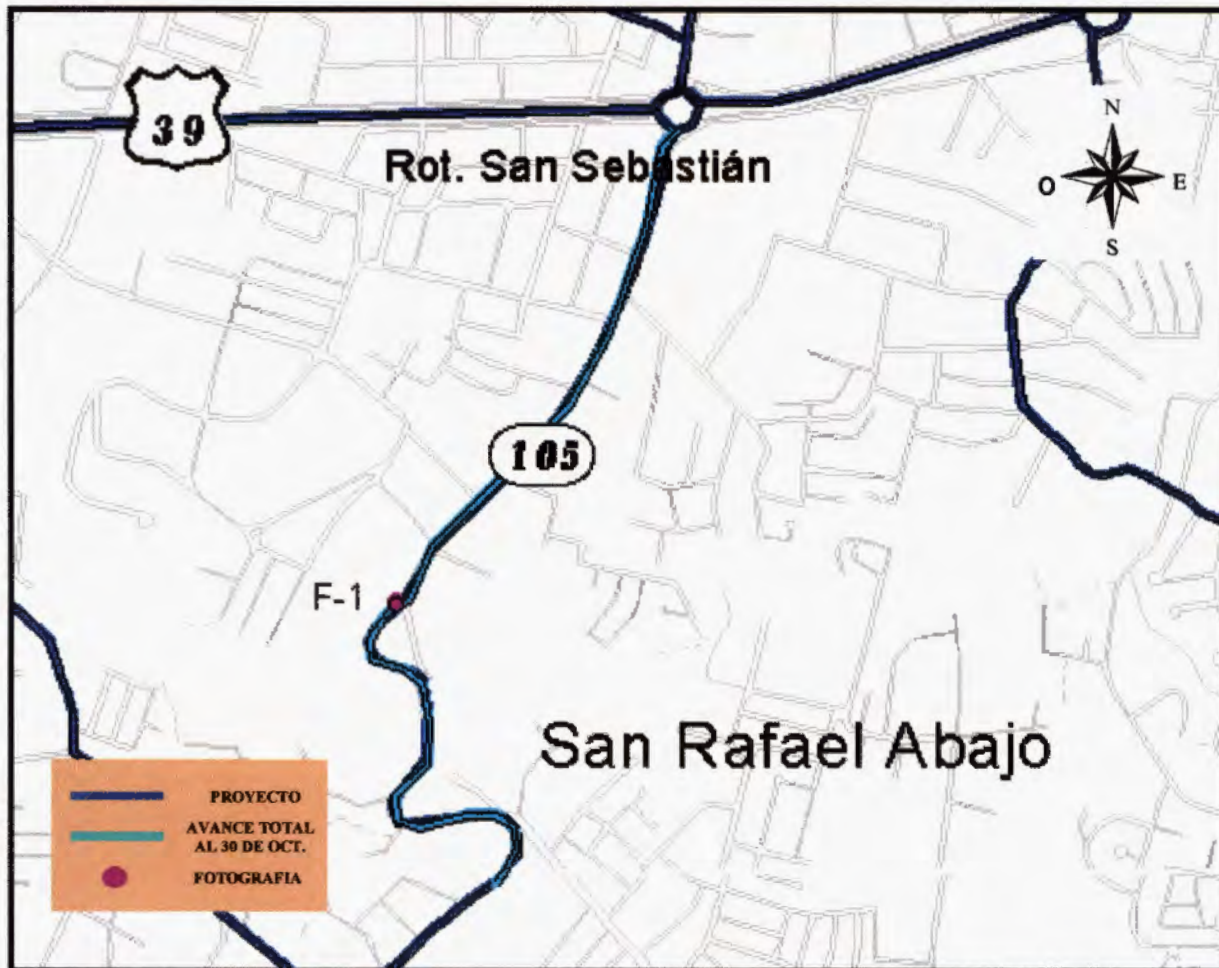 39
Rot. San Sebastián
N
O
E
S
105
F-1
San Rafael Abajo
PROYECTO
AVANCE TOTAL
AL 30 DE OCT.
FOTOGRAFIA